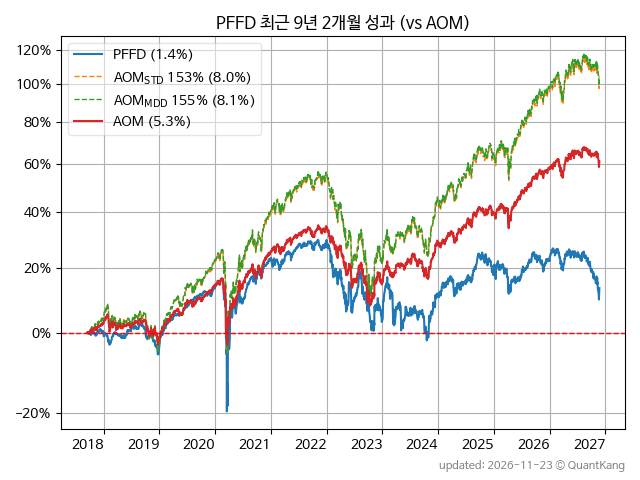 PFFD 최근 9년 2개월 성과 (vs AOM)
PFFD (1.4%)
AOM_STD 153% (8.0%)
AOM_MDD 155% (8.1%)
AOM (5.3%)
120%
100%
80%
60%
40%
20%
0%
−20%
2018 2019 2020 2021 2022 2023 2024 2025 2026 2027
updated: 2026-11-23 © QuantKang